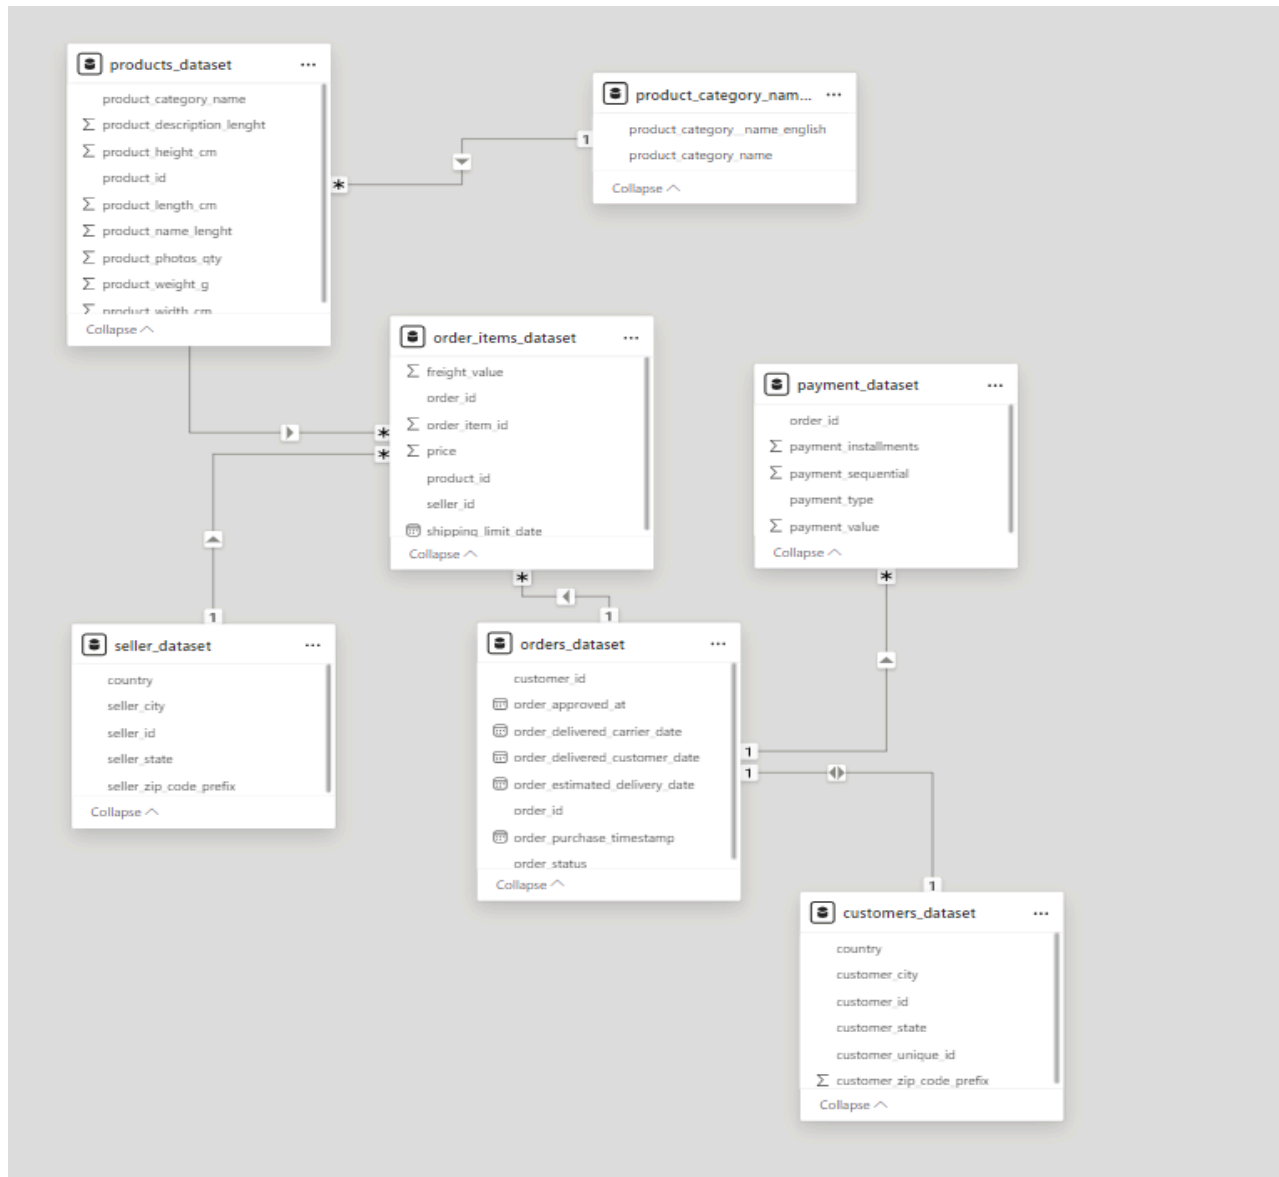 products_dataset
product_category_name
product_description_lenght
product_height_cm
product_id
product_length_cm
product_name_lenght
product_photos_qty
product_weight_g
product_width_cm
Collapse
product_category_nam...
product_category_name_english
product_category_name
Collapse
1
*
order_items_dataset
freight_value
order_id
order_item_id
price
product_id
seller_id
shipping_limit_date
Collapse
*
*
*
1
payment_dataset
order_id
payment_installments
payment_sequential
payment_type
payment_value
Collapse
*
1
seller_dataset
country
seller_city
seller_id
seller_state
seller_zip_code_prefix
Collapse
orders_dataset
customer_id
order_approved_at
order_delivered_carrier_date
order_delivered_customer_date
order_estimated_delivery_date
order_id
order_purchase_timestamp
order_status
Collapse
1
1
1
customers_dataset
country
customer_city
customer_id
customer_state
customer_unique_id
customer_zip_code_prefix
Collapse